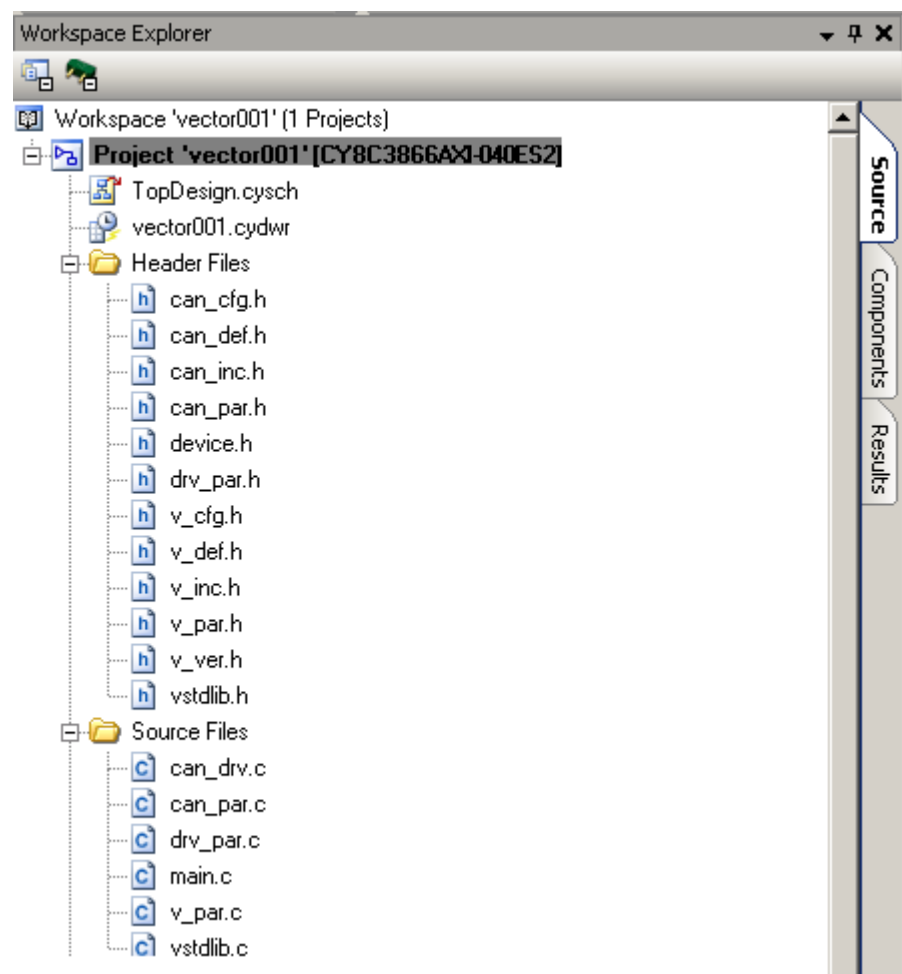 Workspace Explorer
Workspace 'vector001' (1 Projects)
Project 'vector001' [CY8C3866AXI-040ES2]
TopDesign.cysch
vector001.cydwr
Header Files
can_cfg.h
can_def.h
can_inc.h
can_par.h
device.h
drv_par.h
v_cfg.h
v_def.h
v_inc.h
v_par.h
v_ver.h
vstdlib.h
Source Files
can_drv.c
can_par.c
drv_par.c
main.c
v_par.c
vstdlib.c
Source
Components
Results